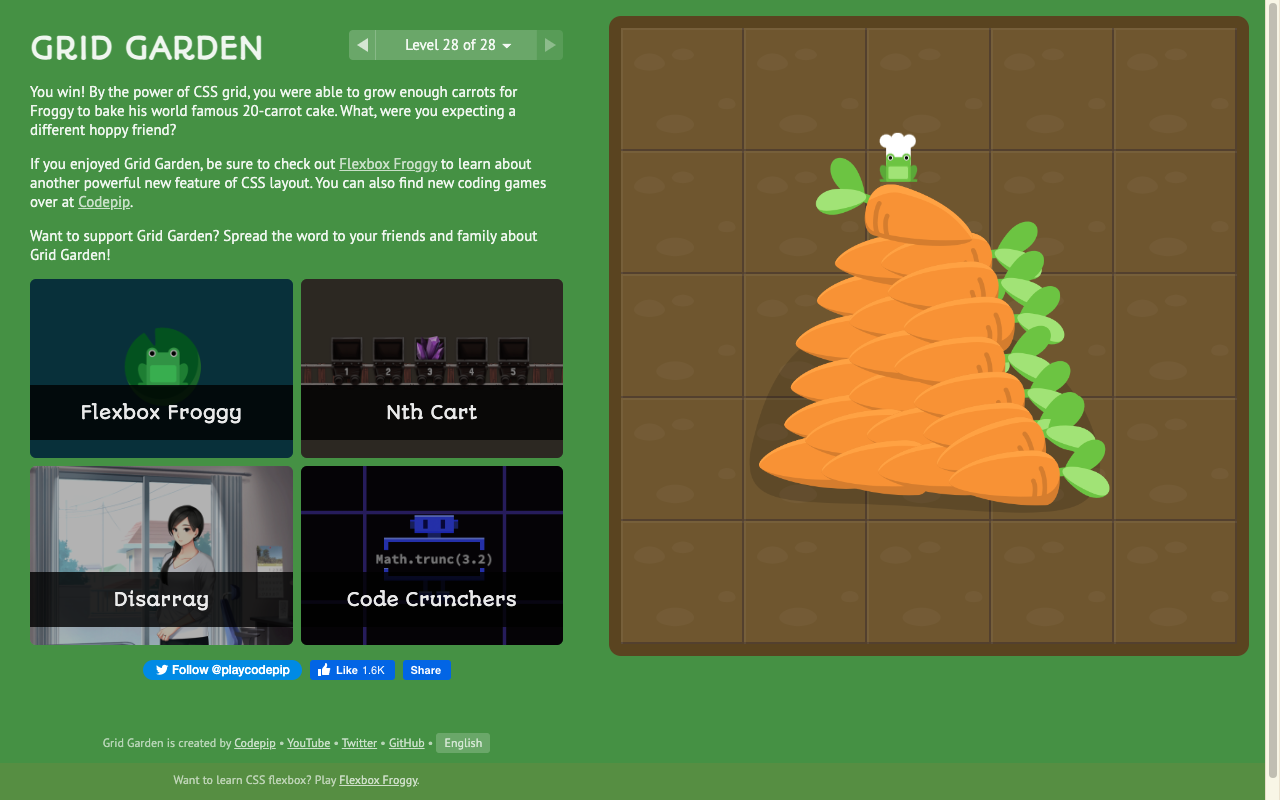 GRID GARDEN
Level 28 of 28
You win! By the power of CSS grid, you were able to grow enough carrots for
Froggy to bake his world famous 20-carrot cake. What, were you expecting a
different hoppy friend?
If you enjoyed Grid Garden, be sure to check out Flexbox Froggy to learn about
another powerful new feature of CSS layout. You can also find new coding games
over at Codepip.
Want to support Grid Garden? Spread the word to your friends and family about
Grid Garden!
Flexbox Froggy
1 2 3 4 5
Nth Cart
Disarray
Math.trunc(3.2)
Code Crunchers
Follow @playcodepip
Like 1.6K
Share
Grid Garden is created by Codepip • YouTube • Twitter • GitHub • English
Want to learn CSS flexbox? Play Flexbox Froggy.